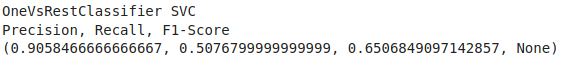 OneVsRestClassifier SVC
Precision, Recall, F1-Score
(0.9058466666666667, 0.5076799999999999, 0.6506849097142857, None)